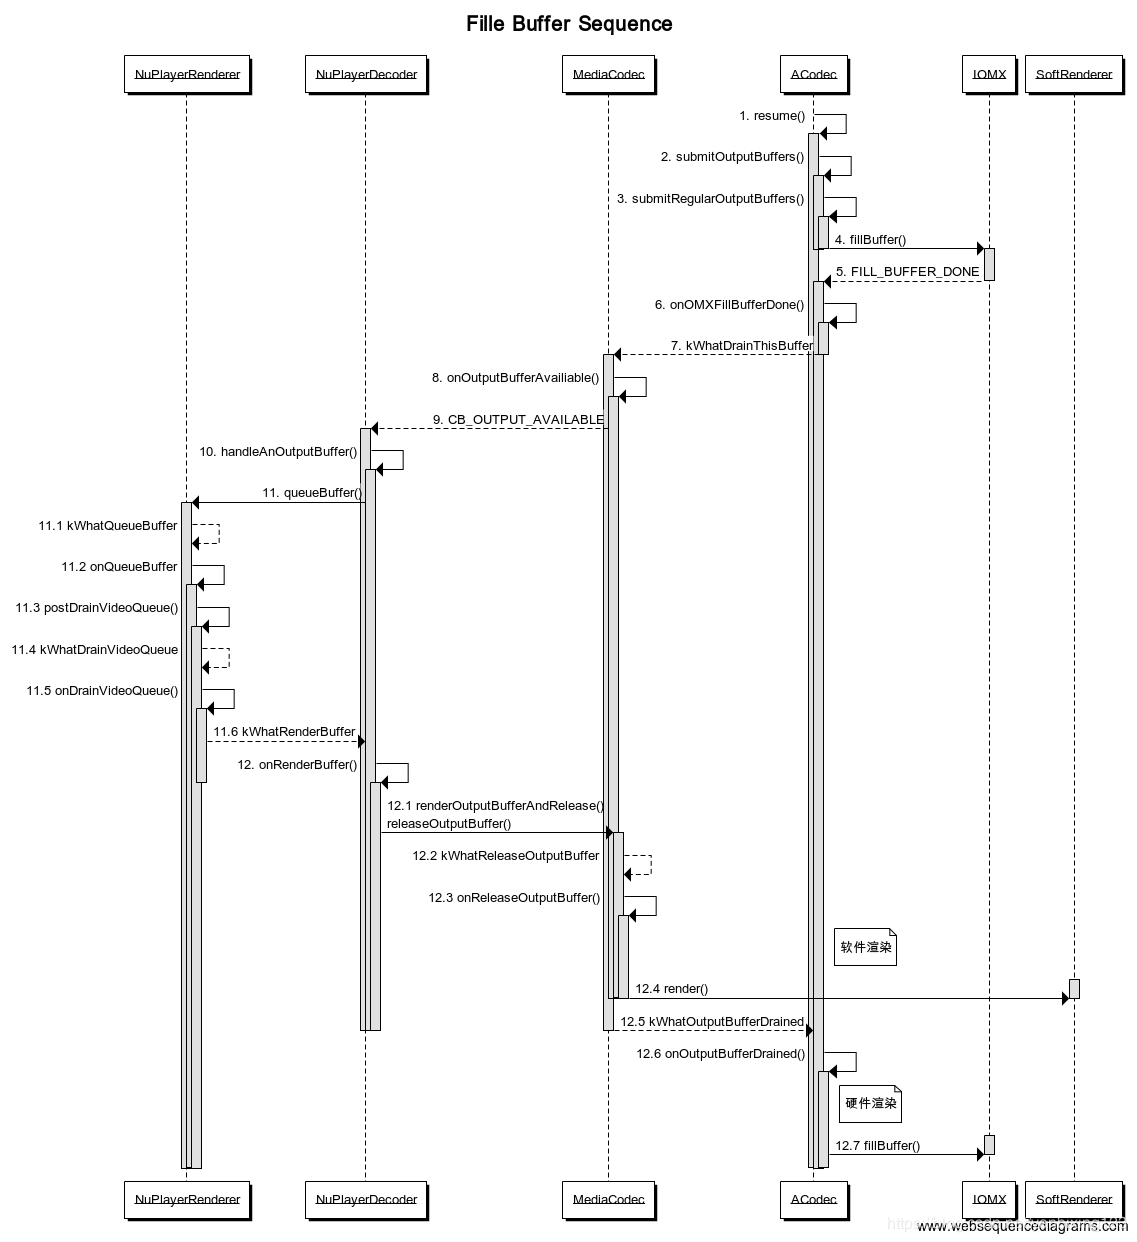 Fille Buffer Sequence
NuPlayerRenderer
NuPlayerDecoder
MediaCodec
ACodec
IOMX
SoftRenderer
1. resume()
2. submitOutputBuffers()
3. submitRegularOutputBuffers()
4. fillBuffer()
5. FILL_BUFFER_DONE
6. onOMXFillBufferDone()
7. kWhatDrainThisBuffer
8. onOutputBufferAvailiable()
9. CB_OUTPUT_AVAILABLE
10. handleAnOutputBuffer()
11. queueBuffer()
11.1 kWhatQueueBuffer
11.2 onQueueBuffer
11.3 postDrainVideoQueue()
11.4 kWhatDrainVideoQueue
11.5 onDrainVideoQueue()
11.6 kWhatRenderBuffer
12. onRenderBuffer()
12.1 renderOutputBufferAndRelease()
releaseOutputBuffer()
12.2 kWhatReleaseOutputBuffer
12.3 onReleaseOutputBuffer()
软件渲染
12.4 render()
12.5 kWhatOutputBufferDrained
12.6 onOutputBufferDrained()
硬件渲染
12.7 fillBuffer()
NuPlayerRenderer
NuPlayerDecoder
MediaCodec
ACodec
IOMX
SoftRenderer
www.websequencediagrams.com